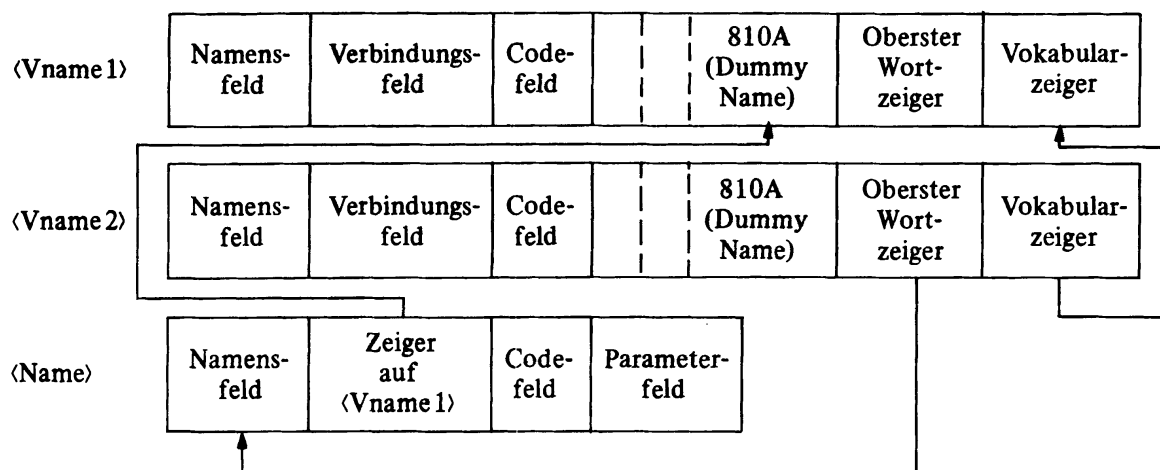 ⟨Vname 1⟩
Namens-
feld
Verbindungs-
feld
Code-
feld
810A
(Dummy
Name)
Oberster
Wort-
zeiger
Vokabular-
zeiger
⟨Vname 2⟩
Namens-
feld
Verbindungs-
feld
Code-
feld
810A
(Dummy
Name)
Oberster
Wort-
zeiger
Vokabular-
zeiger
⟨Name⟩
Namens-
feld
Zeiger
auf
⟨Vname 1⟩
Code-
feld
Parameter-
feld